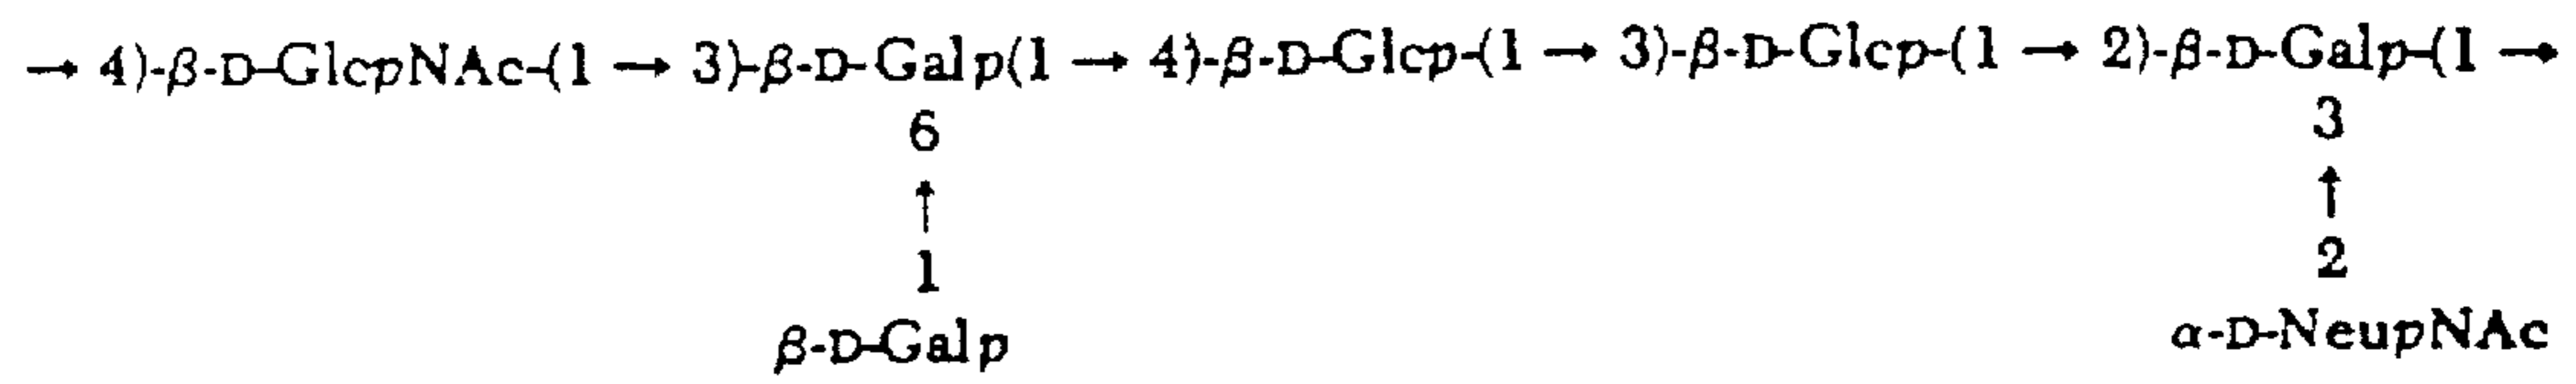 → 4)-β-D-GlcpNAc-(1 → 3)-β-D-Galp(1 → 4)-β-D-Glcp-(1 → 3)-β-D-Glcp-(1 → 2)-β-D-Galp-(1 →
6 3
↑ ↑
1 2
β-D-Galp α-D-NeupNAc